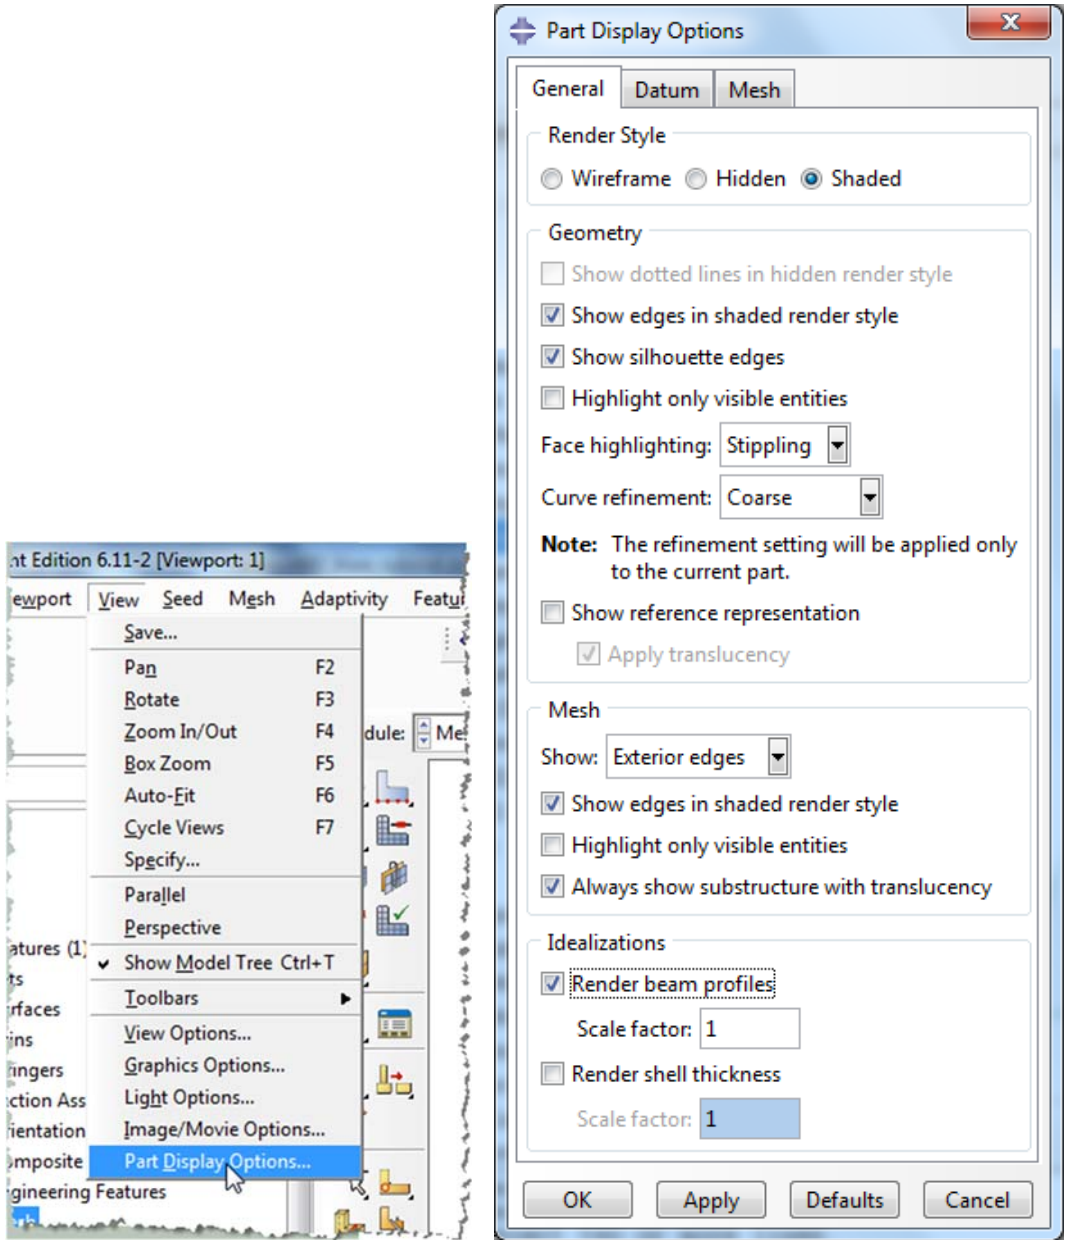 Part Display Options
General Datum Mesh
Render Style
Wireframe Hidden Shaded
Geometry
Show dotted lines in hidden render style
Show edges in shaded render style
Show silhouette edges
Highlight only visible entities
Face highlighting: Stippling
Curve refinement: Coarse
Note: The refinement setting will be applied only
to the current part.
Show reference representation
Apply translucency
Mesh
Show: Exterior edges
Show edges in shaded render style
Highlight only visible entities
Always show substructure with translucency
Idealizations
Render beam profiles
Scale factor: 1
Render shell thickness
Scale factor: 1
OK Apply Defaults Cancel
nt Edition 6.11-2 [Viewport: 1]
ewport View Seed Mesh Adaptivity Featu
Save...
Pan F2
Rotate F3
Zoom In/Out F4
dule: Me
Box Zoom F5
Auto-Fit F6
Cycle Views F7
Specify...
Parallel
Perspective
atures (1)
Show Model Tree Ctrl+T
ts
Toolbars
rfaces
View Options...
ins
Graphics Options...
ingers
Light Options...
ction Ass
Image/Movie Options...
ientation
Part Display Options...
mposite
gineering Features